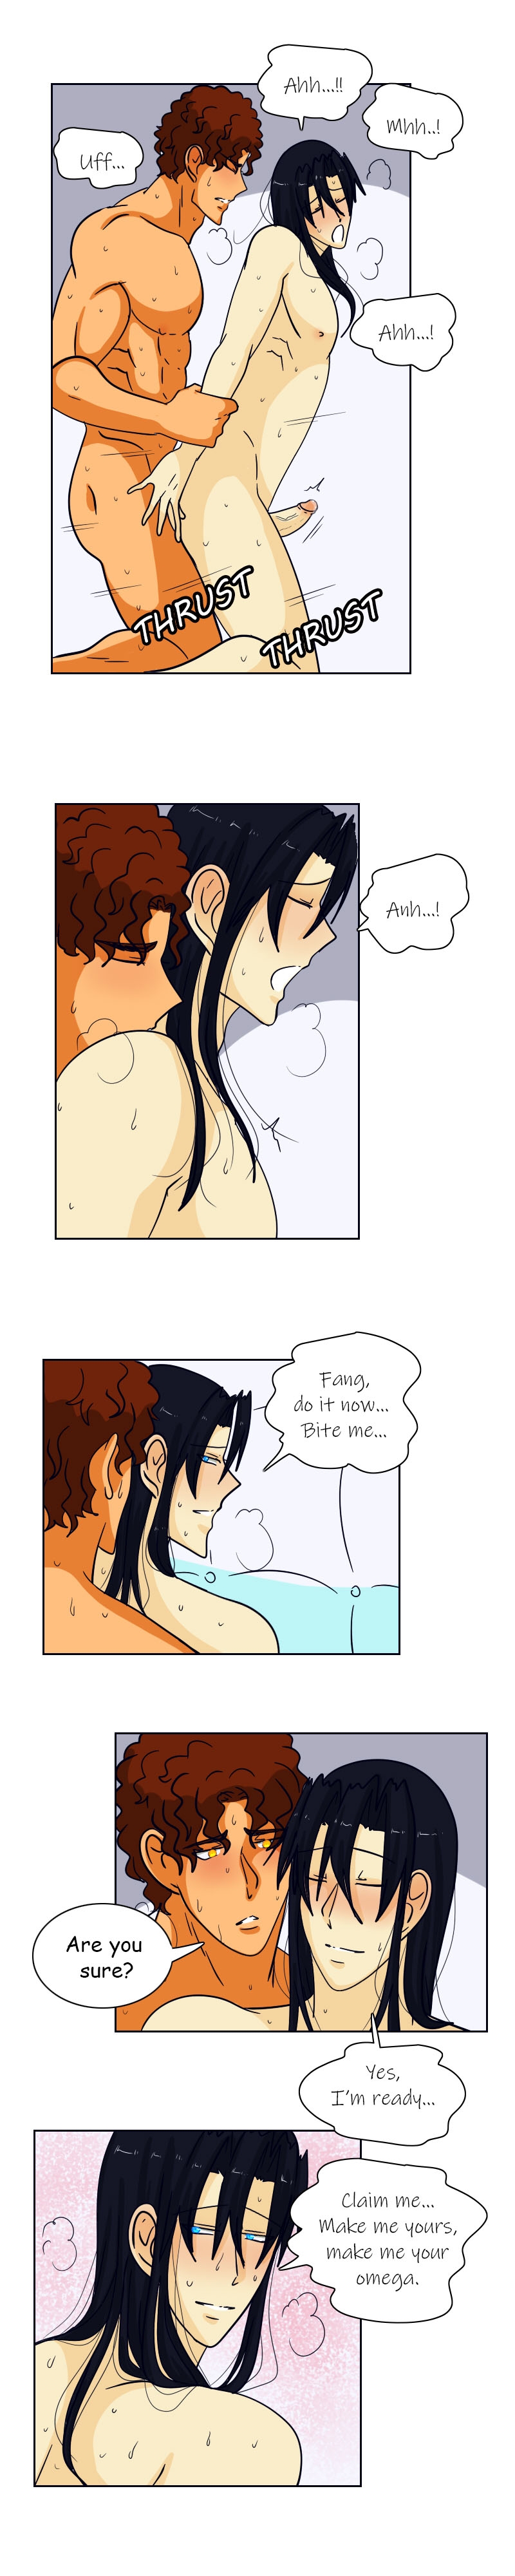 Ahh...!!
Mhh..!
Uff...
Ahh...!
THRUST
THRUST
Anh...!
Fang,
do it now...
Bite me...
Are you
sure?
Yes,
I'm ready...
Claim me...
Make me yours,
make me your
omega.